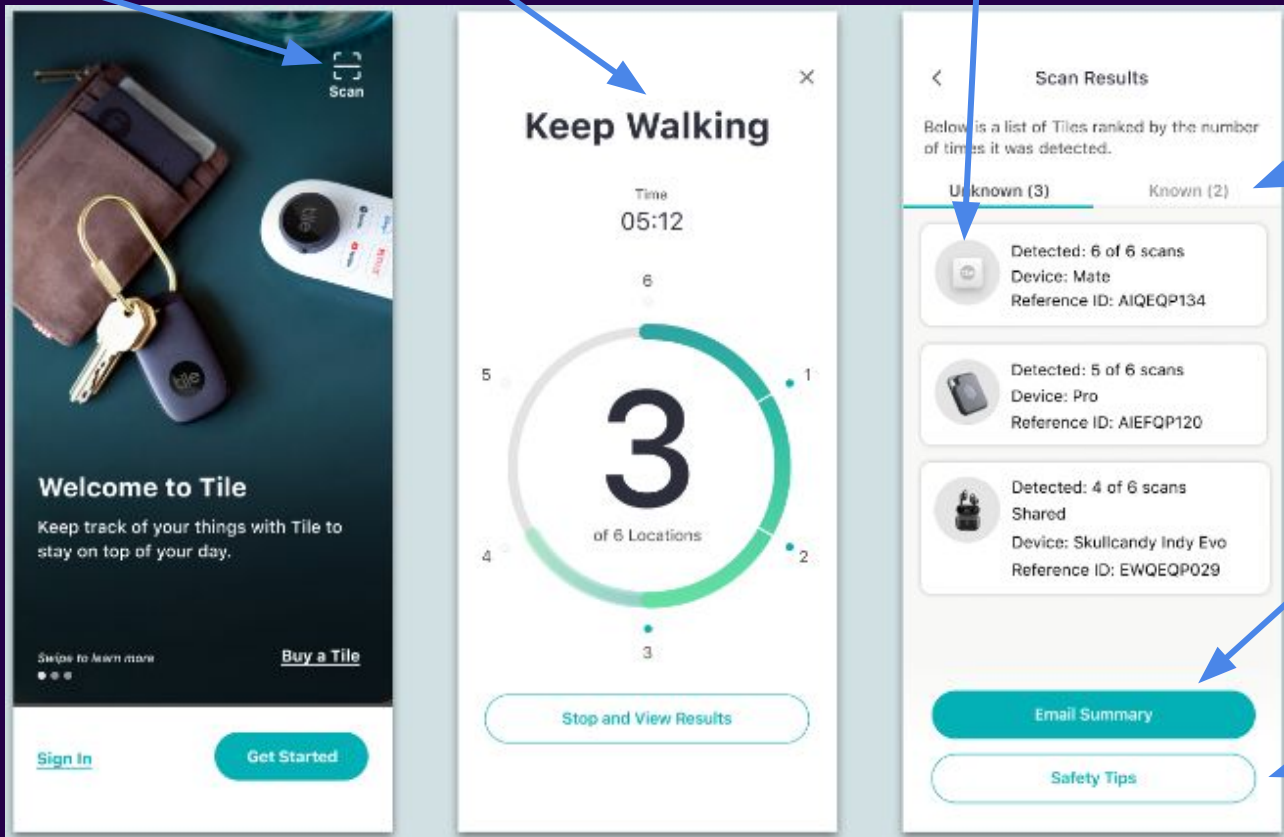 Scan
tile
tile
Welcome to Tile
Keep track of your things with Tile to
stay on top of your day.
Swipe to learn more
Buy a Tile
Sign In
Get Started
×
Keep Walking
Time
05:12
6
5
1
3
of 6 Locations
4
2
3
Stop and View Results
Scan Results
Below is a list of Tiles ranked by the number
of times it was detected.
Unknown (3)
Known (2)
Detected: 6 of 6 scans
Device: Mate
Reference ID: AIQEQP134
Detected: 5 of 6 scans
Device: Pro
Reference ID: AIEFQP120
Detected: 4 of 6 scans
Shared
Device: Skullcandy Indy Evo
Reference ID: EWQEQP029
Email Summary
Safety Tips